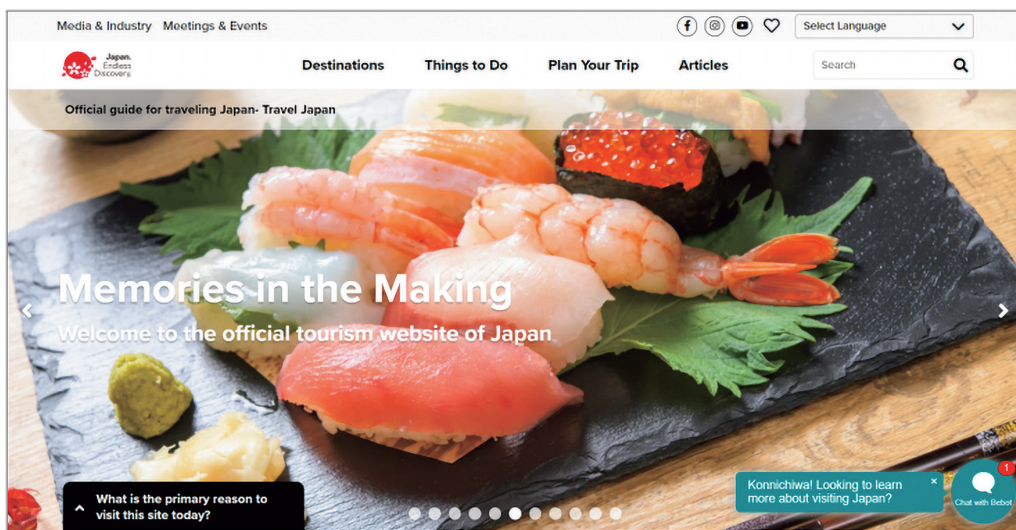 Media & Industry Meetings & Events
Select Language
Japan.
Endless
Discovery.
Destinations Things to Do Plan Your Trip Articles
Search
Official guide for traveling Japan- Travel Japan
Memories in the Making
Welcome to the official tourism website of Japan
What is the primary reason to
visit this site today?
Konnichiwa! Looking to learn
more about visiting Japan?
×
1
Chat with Bebot